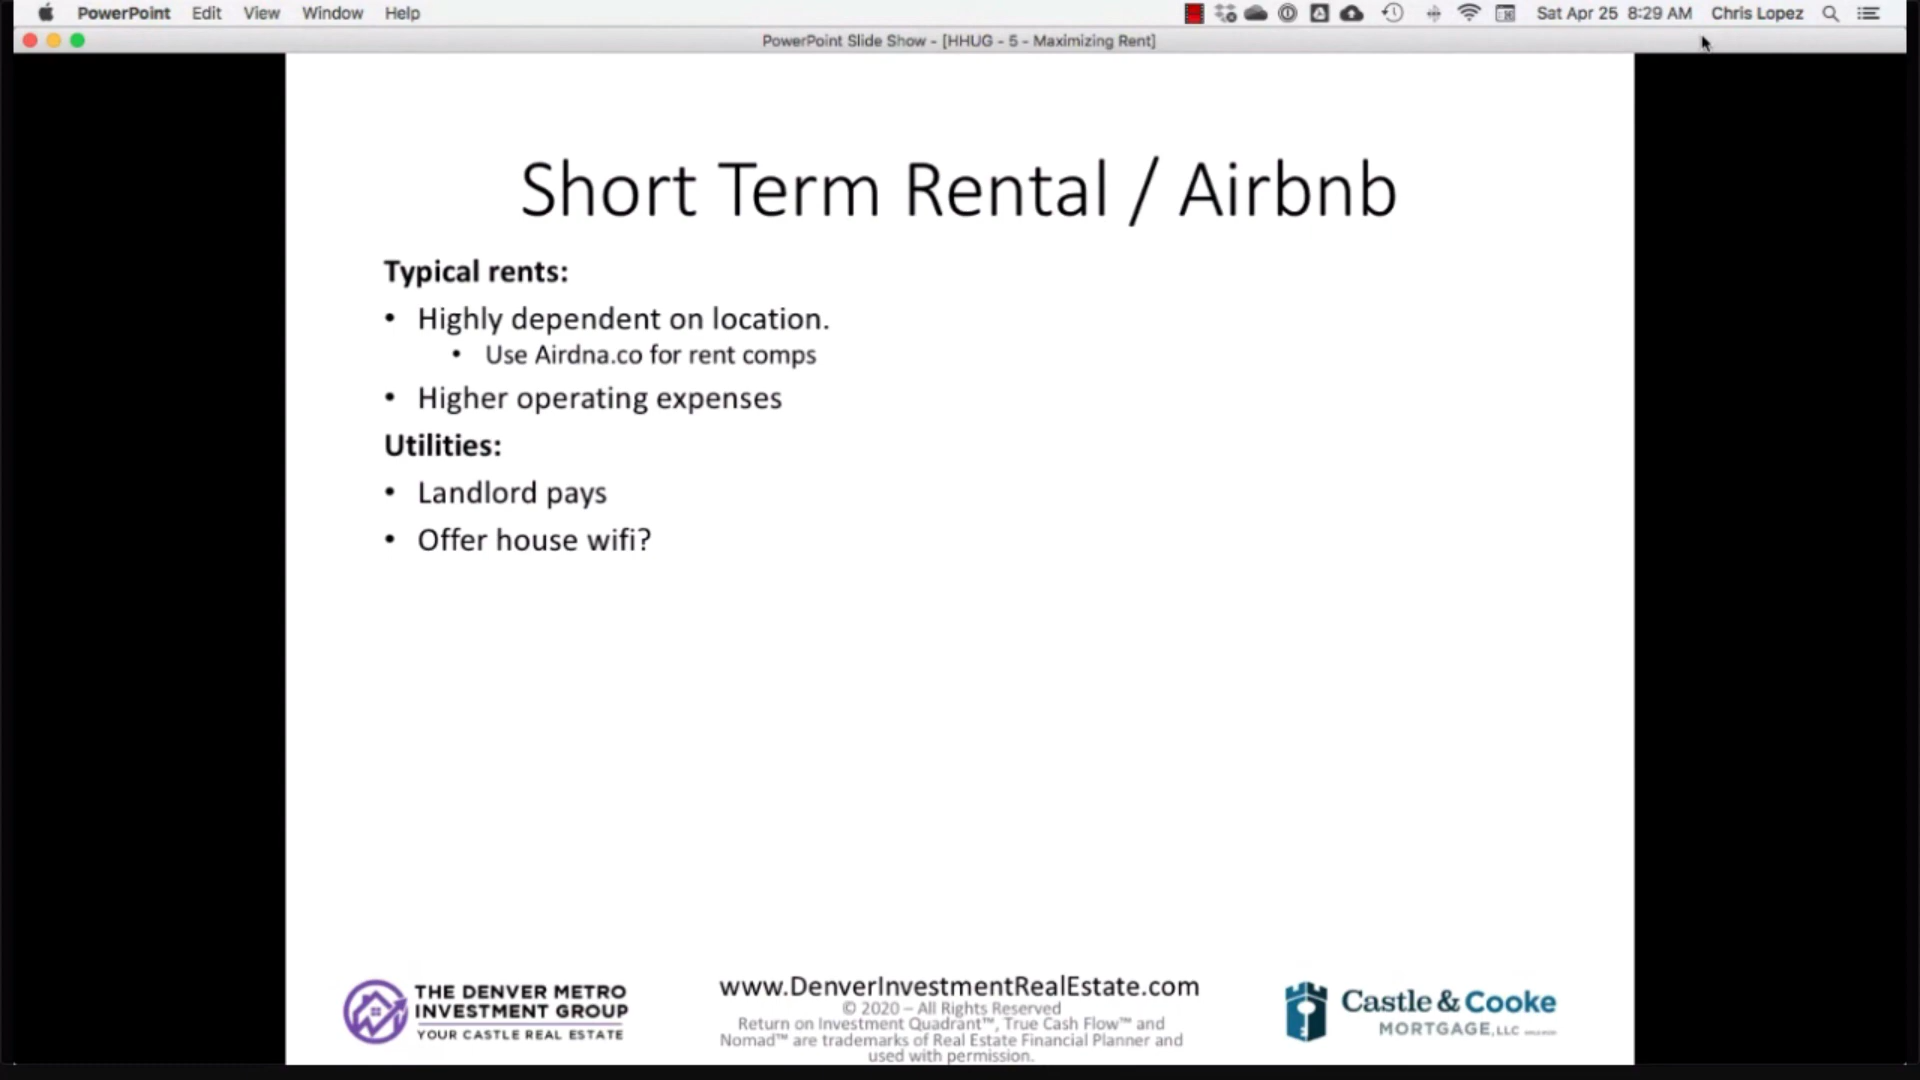 PowerPoint Edit View Window Help Sat Apr 25 8:29 AM Chris Lopez
PowerPoint Slide Show - [HHUG - 5 - Maximizing Rent]
Short Term Rental / Airbnb
Typical rents:
• Highly dependent on location.
• Use Airdna.co for rent comps
• Higher operating expenses
Utilities:
• Landlord pays
• Offer house wifi?
THE DENVER METRO
INVESTMENT GROUP
YOUR CASTLE REAL ESTATE
www.DenverInvestmentRealEstate.com
© 2020 – All Rights Reserved
Return on Investment Quadrant™, True Cash Flow™ and
Nomad™ are trademarks of Real Estate Financial Planner and
used with permission.
Castle & Cooke
MORTGAGE, LLC